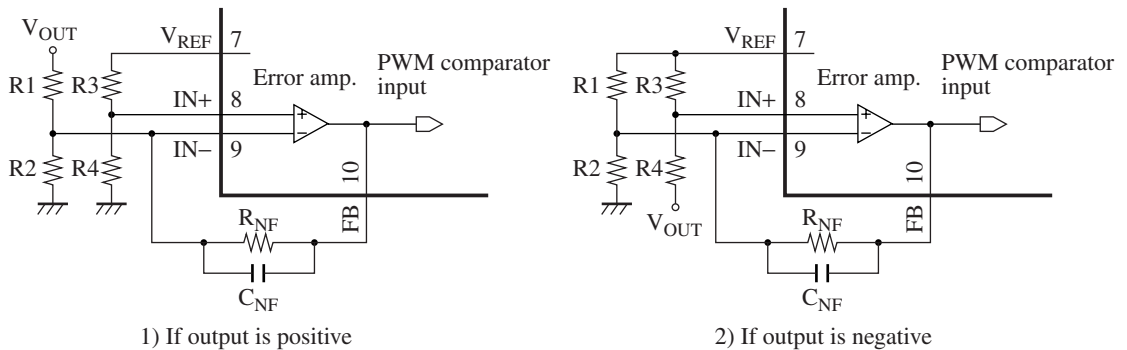 VOUT
R1
R3
R2
R4
VREF
7
IN+
8
IN−
9
Error amp.
+
−
PWM comparator
input
10
FB
RNF
CNF
1) If output is positive
VREF
7
R1
R3
R2
R4
VOUT
IN+
8
IN−
9
Error amp.
+
−
PWM comparator
input
10
FB
RNF
CNF
2) If output is negative